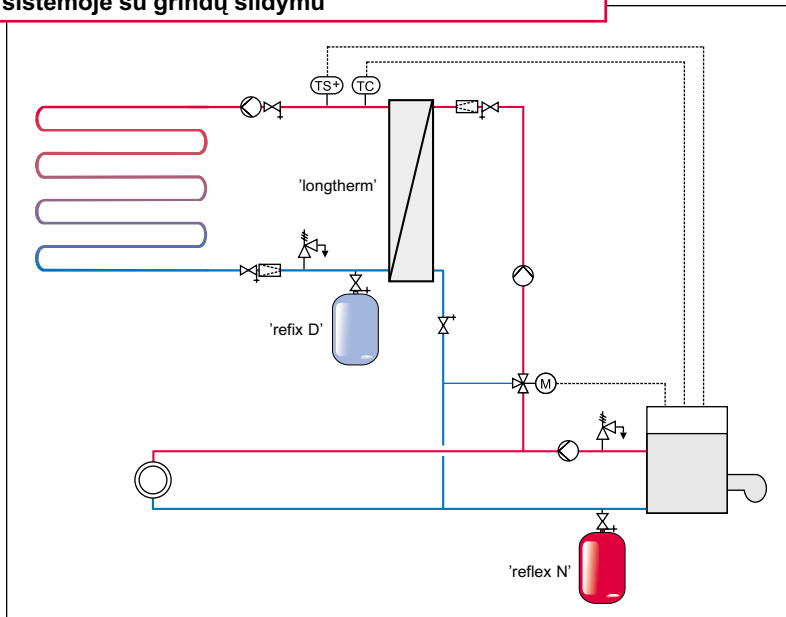 sistemoje su grindų šildymu
TS+ TC
'longtherm'
'refix D'
M
'reflex N'